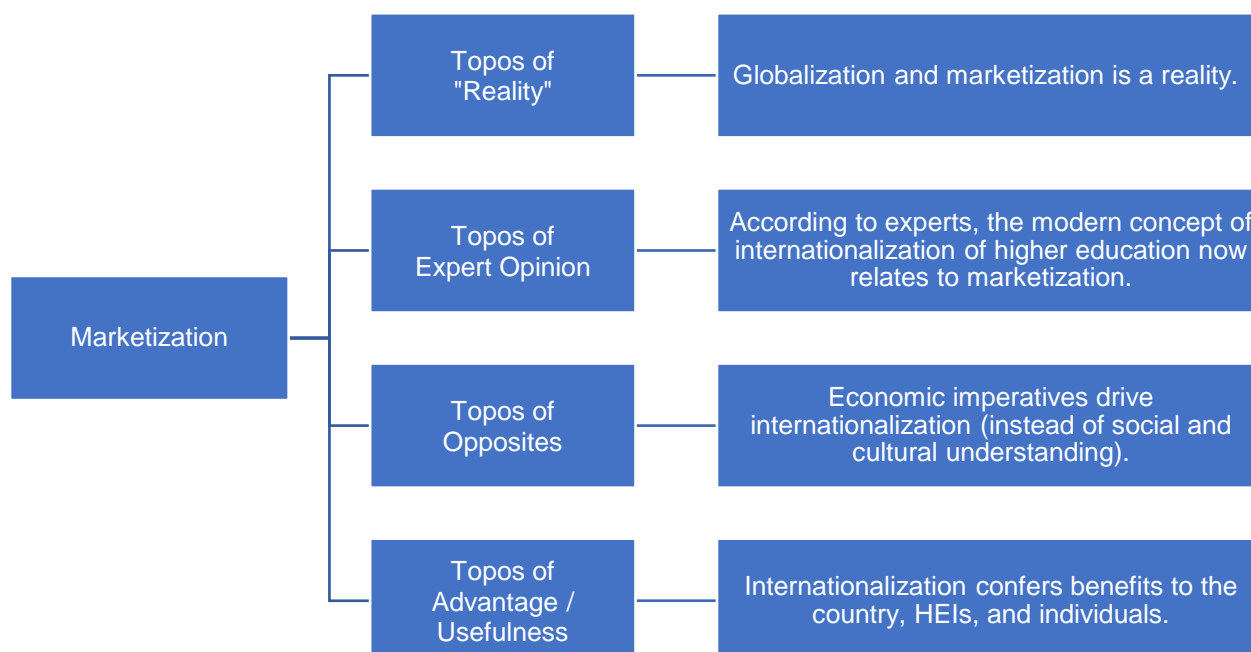 Marketization
Topos of
"Reality"
Globalization and marketization is a reality.
Topos of
Expert Opinion
According to experts, the modern concept of
internationalization of higher education now
relates to marketization.
Topos of
Opposites
Economic imperatives drive
internationalization (instead of social and
cultural understanding).
Topos of
Advantage /
Usefulness
Internationalization confers benefits to the
country, HEIs, and individuals.